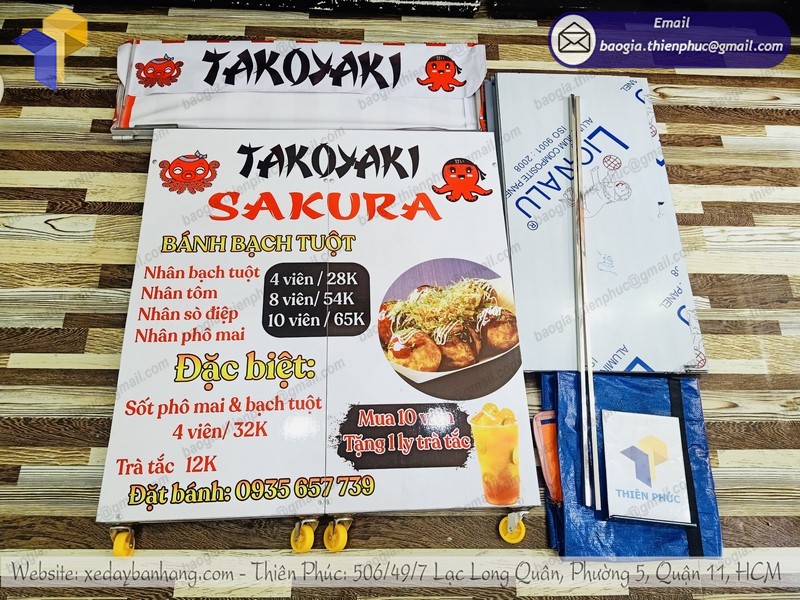 Email
baogia.thienphuc@gmail.com
TAKOYAKI
TAKOYAKI
SAKURA
BÁNH BẠCH TUỘT
Nhân bạch tuột
Nhân tôm
Nhân sò điệp
Nhân phô mai
4 viên / 28K
8 viên/ 54K
10 viên / 65K
Đặc biệt:
Sốt phô mai & bạch tuột
4 viên/ 32K
Trà tắc 12K
Mua 10 viên
Tặng 1 ly trà tắc
Đặt bánh: 0935 657 739
LIONALU®
ALUMINUM COMPOSITE PANEL
ISO 9001 : 2008
THIÊN PHÚC
Website: xedaybanhang.com - Thiên Phúc: 506/49/7 Lạc Long Quân, Phường 5, Quận 11, HCM